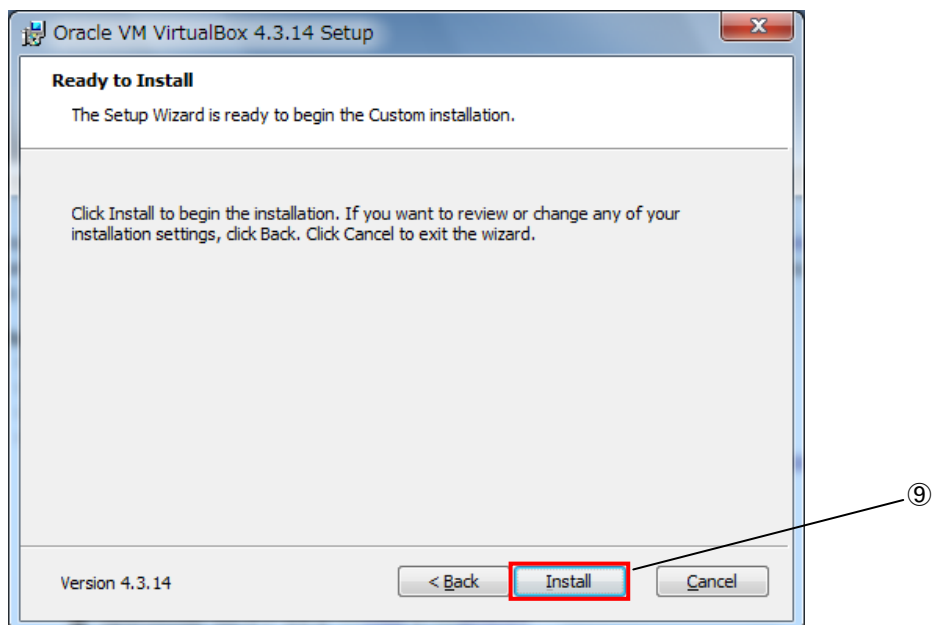 Oracle VM VirtualBox 4.3.14 Setup
Ready to Install
The Setup Wizard is ready to begin the Custom installation.
Click Install to begin the installation. If you want to review or change any of your
installation settings, click Back. Click Cancel to exit the wizard.
⑨
Version 4.3.14 < Back Install Cancel